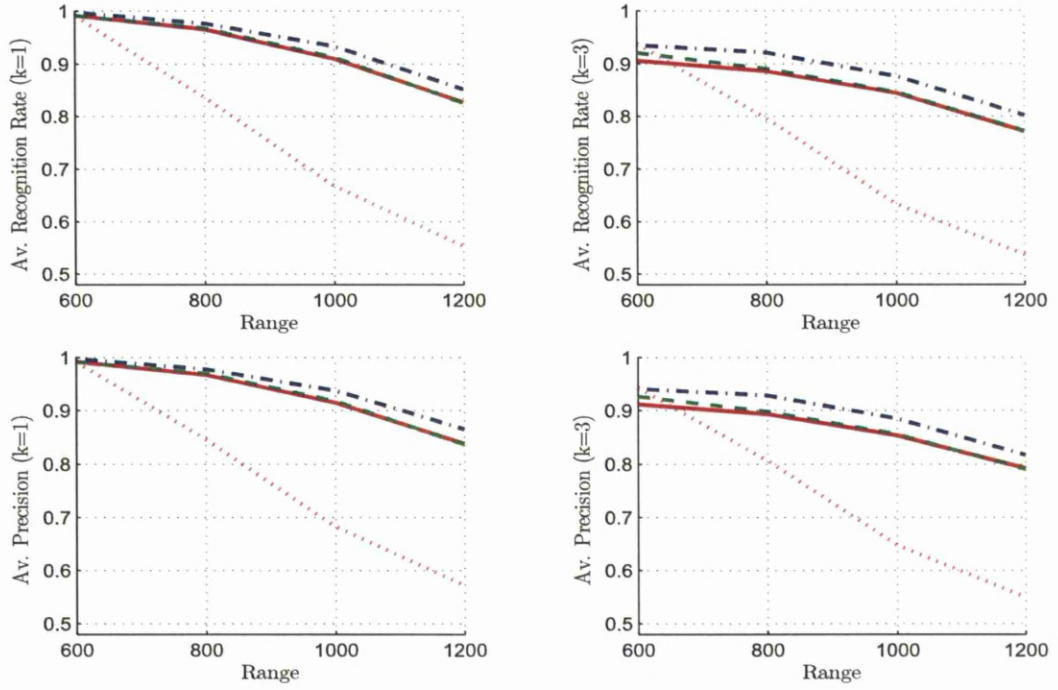 Av. Recognition Rate (k=1)
1
0.9
0.8
0.7
0.6
0.5
600 800 1000 1200
Range
Av. Recognition Rate (k=3)
1
0.9
0.8
0.7
0.6
0.5
600 800 1000 1200
Range
Av. Precision (k=1)
1
0.9
0.8
0.7
0.6
0.5
600 800 1000 1200
Range
Av. Precision (k=3)
1
0.9
0.8
0.7
0.6
0.5
600 800 1000 1200
Range